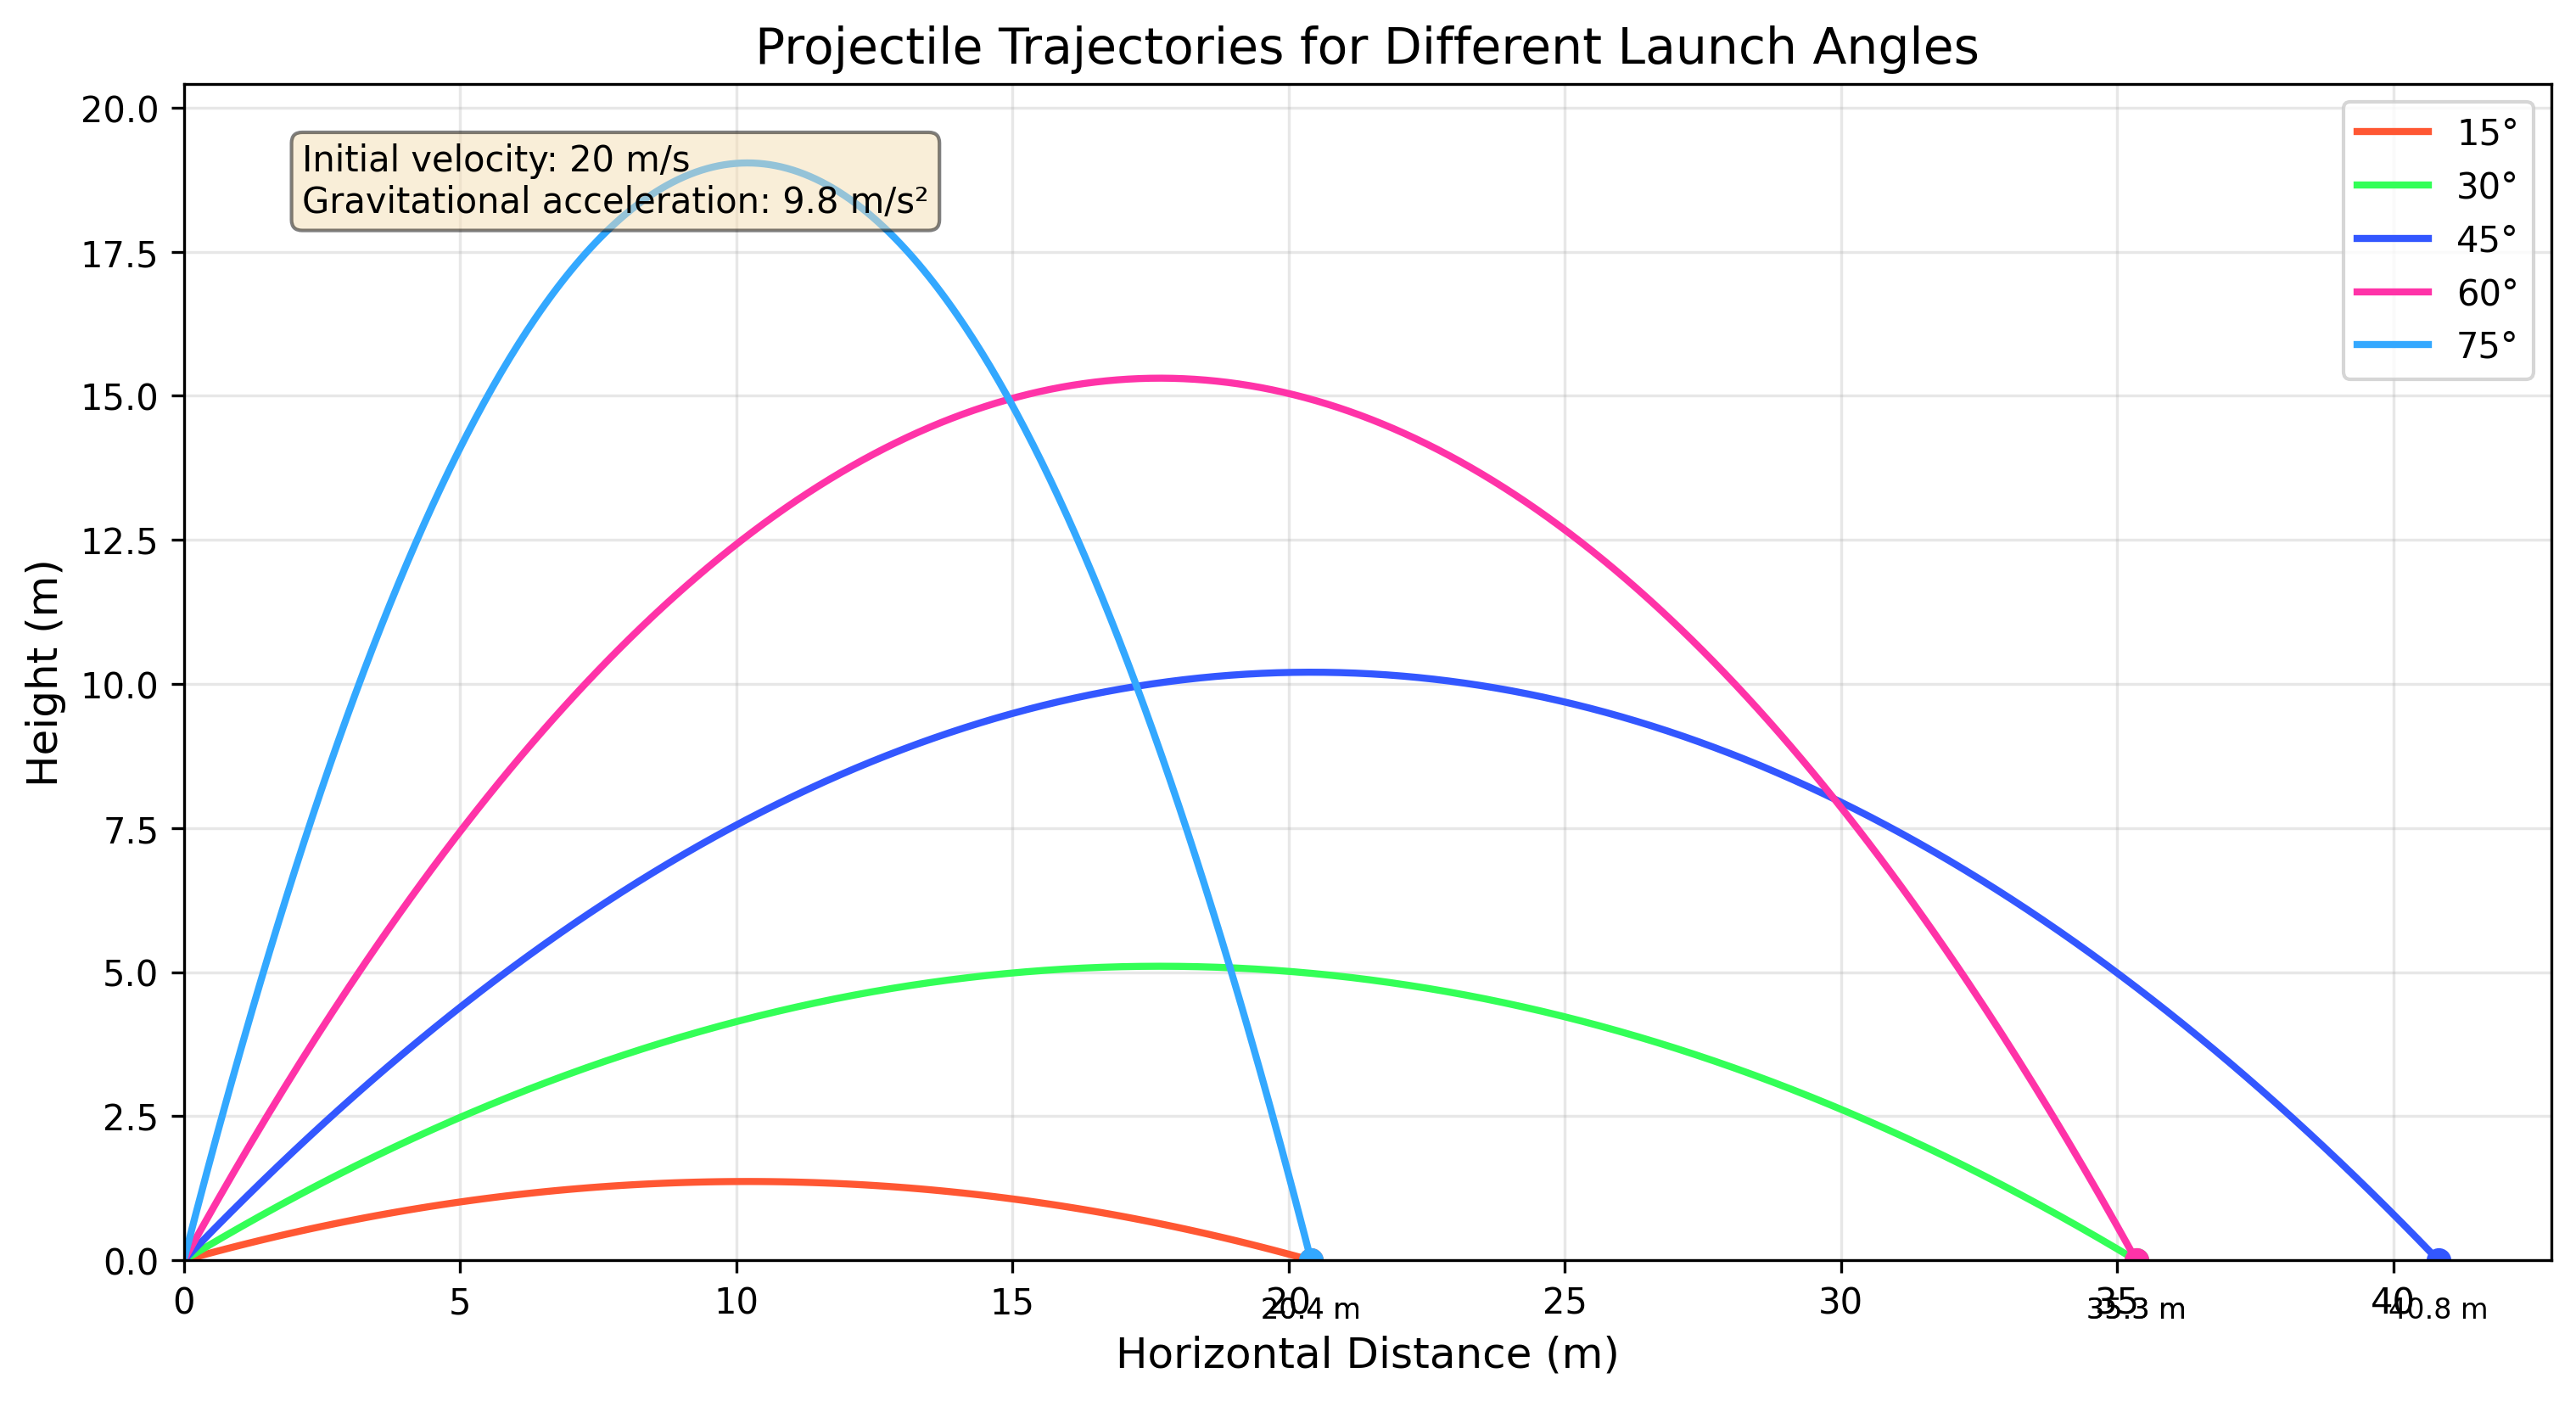 Projectile Trajectories for Different Launch Angles
20.0
17.5
15.0
12.5
10.0
7.5
5.0
2.5
0.0
Height (m)
Initial velocity: 20 m/s
Gravitational acceleration: 9.8 m/s²
15°
30°
45°
60°
75°
0 5 10 15 20 25 30 35 40
20.4 m 35.3 m 40.8 m
Horizontal Distance (m)